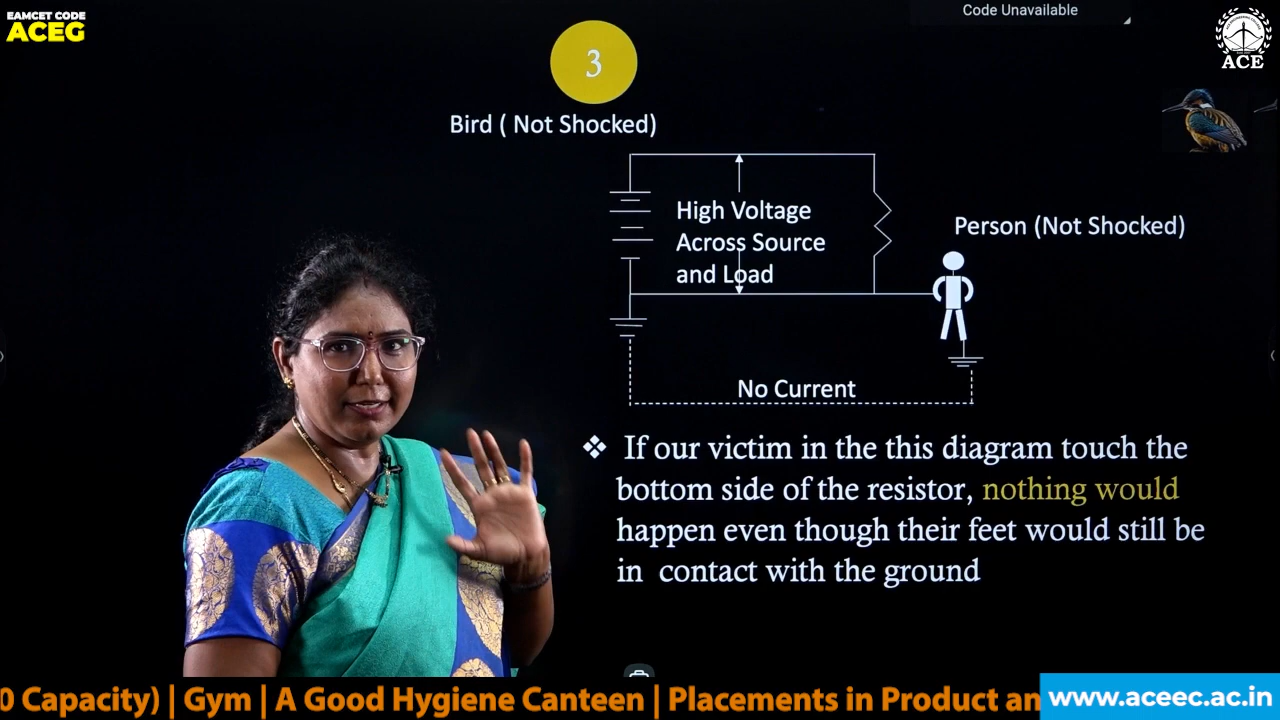 EAMCET CODE
ACEG
Code Unavailable
ACE
3
Bird ( Not Shocked)
High Voltage
Across Source
and Load
Person (Not Shocked)
No Current
❖ If our victim in the this diagram touch the
bottom side of the resistor, nothing would
happen even though their feet would still be
in contact with the ground
0 Capacity) | Gym | A Good Hygiene Canteen | Placements in Product an
www.aceec.ac.in